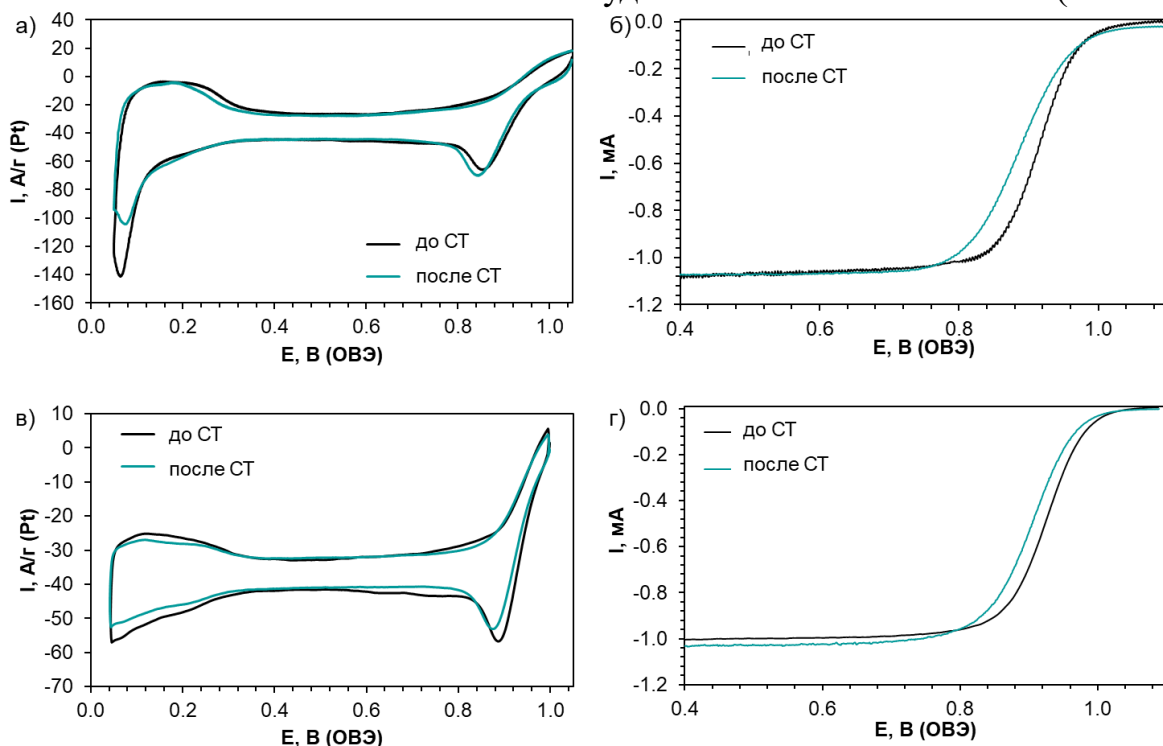 а)
40
20
0
-20
-40
-60
-80
-100
-120
-140
-160
I, А/г (Pt)
до СТ
после СТ
0.0 0.2 0.4 0.6 0.8 1.0
E, В (ОВЭ)
б)
0.0
-0.2
-0.4
-0.6
-0.8
-1.0
-1.2
I, мА
до СТ
после СТ
0.4 0.6 0.8 1.0
E, В (ОВЭ)
в)
10
0
-10
-20
-30
-40
-50
-60
-70
I, А/г (Pt)
до СТ
после СТ
0.0 0.2 0.4 0.6 0.8 1.0
E, В (ОВЭ)
г)
0.0
-0.2
-0.4
-0.6
-0.8
-1.0
-1.2
I, мА
до СТ
после СТ
0.4 0.6 0.8 1.0
E, В (ОВЭ)